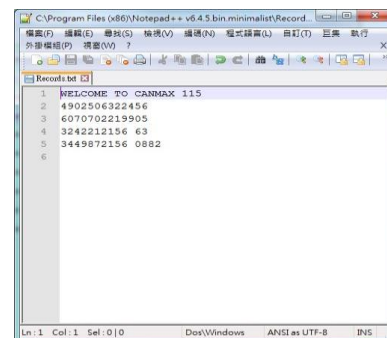 C:\Program Files (x86)\Notepad++ v6.4.5.bin.minimalist\Record...
檔案(F) 編輯(E) 尋找(S) 檢視(V) 編碼(N) 程式語言(L) 自訂(T) 巨集 執行
外掛模組(P) 視窗(W) ? X
Records.txt
1 WELCOME TO CANMAX 115
2 4902506322456
3 6070702219905
4 3242212156 63
5 3449872156 0882
6
Ln : 1 Col : 1 Sel : 0 | 0 Dos\Windows ANSI as UTF-8 INS